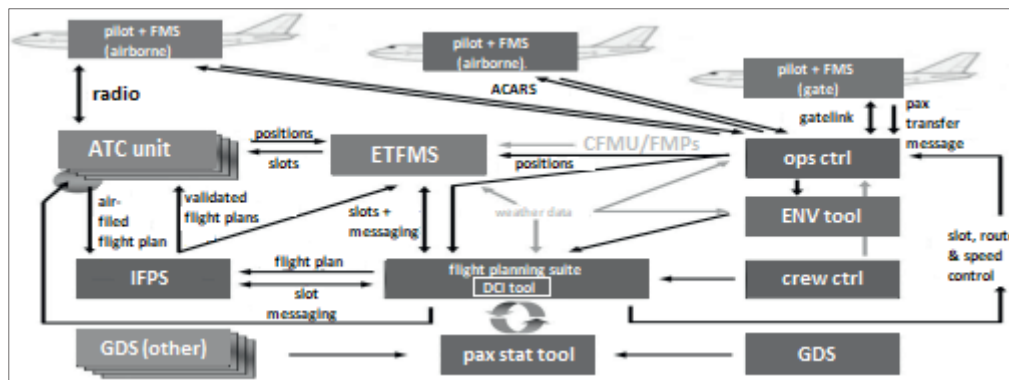 pilot + FMS
(airborne)
pilot + FMS
(airborne)
pilot + FMS
(gate)
radio
ACARS
gatelink
pax
transfer
message
ATC unit
positions
slots
ETFMS
CFMU/FMPs
positions
ops ctrl
air-
filed
flight plan
validated
flight plans
slots +
messaging
weather data
ENV tool
slot, route
& speed
control
IFPS
flight plan
slot
messaging
flight planning suite
DCI tool
crew ctrl
GDS (other)
pax stat tool
GDS